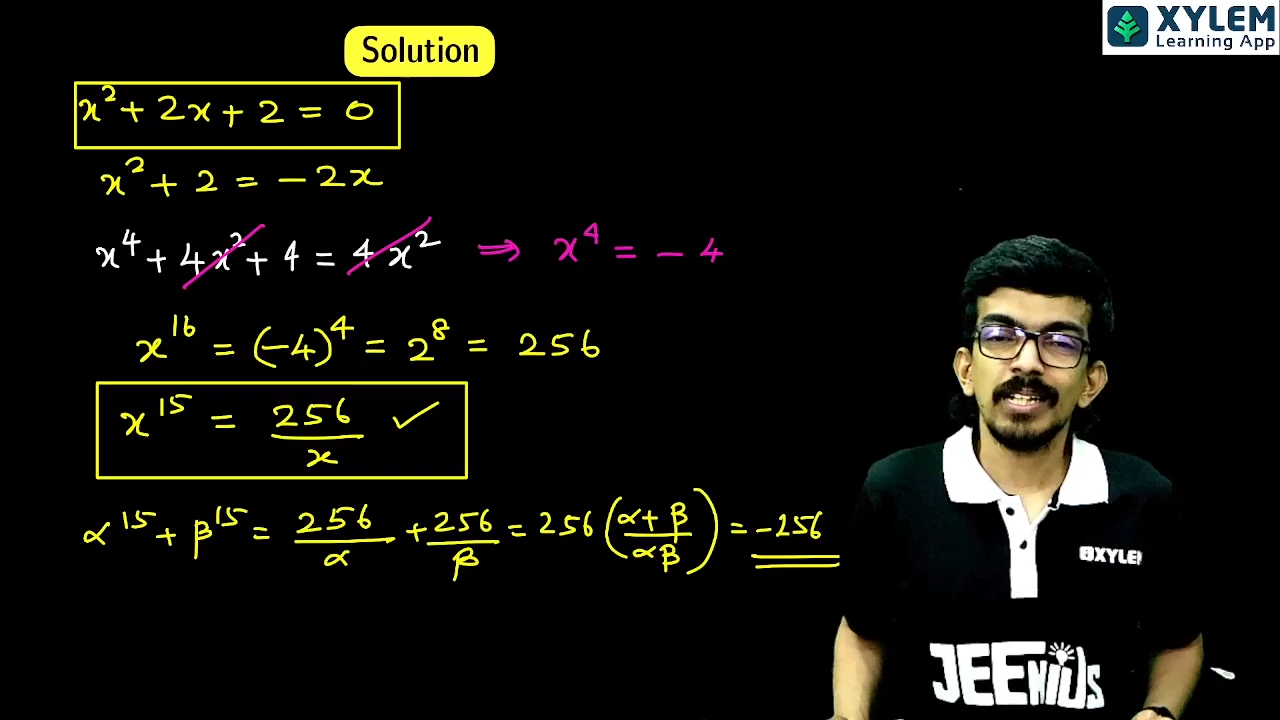 XYLEM
Learning App
Solution
x² + 2x + 2 = 0
x² + 2 = -2x
x⁴ + 4x² + 4 = 4x² ⇒ x⁴ = -4
x¹⁶ = (-4)⁴ = 2⁸ = 256
x¹⁵ = 256/x ✓
α¹⁵ + β¹⁵ = 256/α + 256/β = 256 (α+β/αβ) = -256
XYLEM
JEENIUS